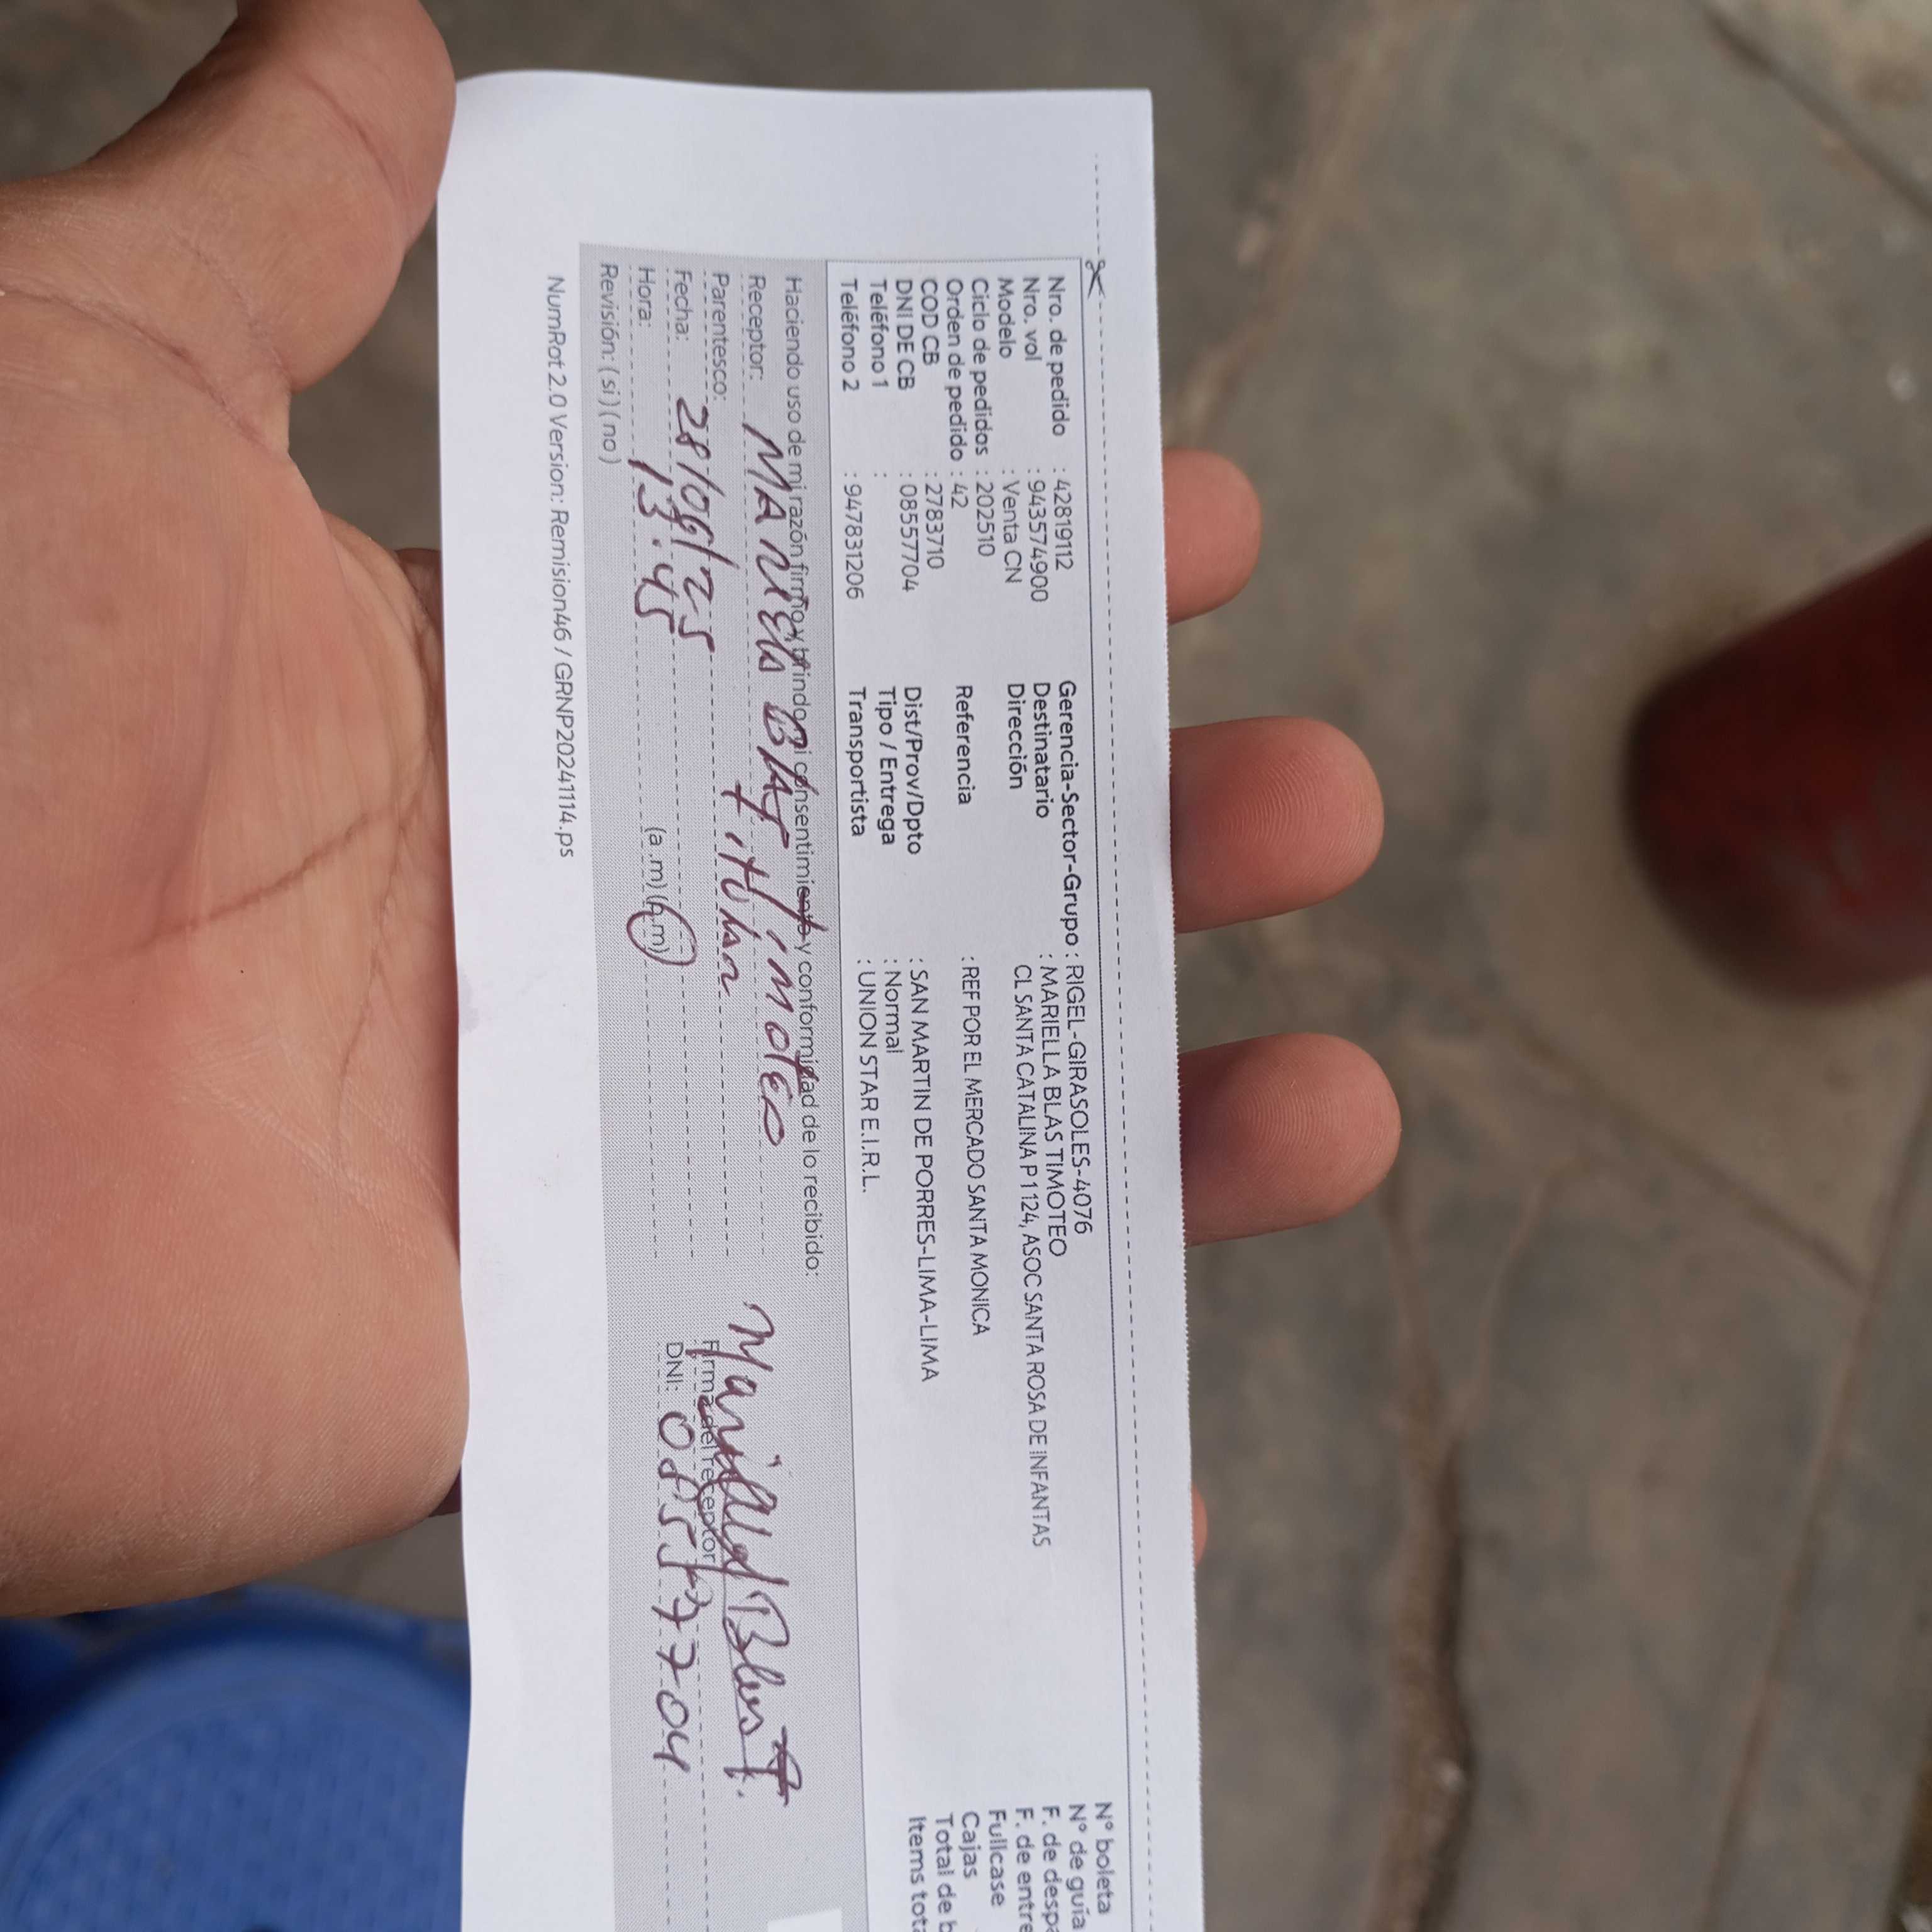 Nro. de pedido : 42819112
Nro. vol : 943574900
Modelo : Venta CN
Ciclo de pedidos : 202510
Orden de pedido : 42
COD CB : 2783710
DNI DE CB : 08557704
Teléfono 1 :
Teléfono 2 : 947831206
Gerencia-Sector-Grupo : RIGEL-GIRASOLES-4076
Destinatario : MARIELLA BLAS TIMOTEO
Dirección CL SANTA CATALINA P 1 124, ASOC SANTA ROSA DE INFANTAS
Referencia : REF POR EL MERCADO SANTA MONICA
Dist/Prov/Dpto : SAN MARTIN DE PORRES-LIMA-LIMA
Tipo / Entrega : Normal
Transportista : UNION STAR E.I.R.L.
N° boleta
N° de guía
F. de despa
F. de entre
Fullcase
Cajas
Total de b
Items tota
Haciendo uso de mi razón firmo y brindo mi consentimiento y conformidad de lo recibido:
Receptor: BLAS timotEo
Parentesco: titular
Fecha: 28/09/25
Hora: 13:45 (a.m) (p.m)
Revisión: (si) (no)
Mariella Blas T.
Firma del receptor
DNI: 08557704
NumRot 2.0 Version: Remision46 / GRNP20241114.ps